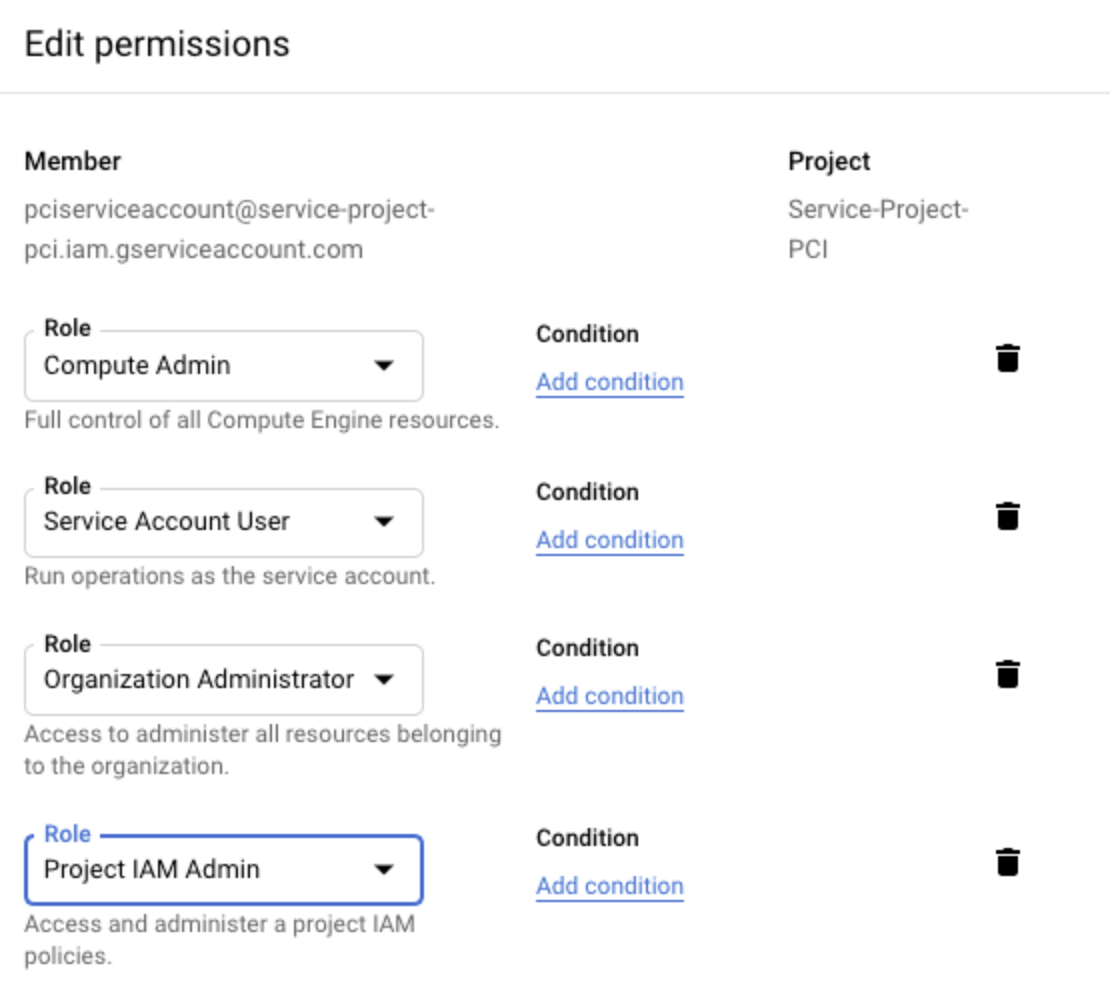 Edit permissions
Member
Project
pciserviceaccount@service-project-
pci.iam.gserviceaccount.com
Service-Project-
PCI
Role
Compute Admin
Full control of all Compute Engine resources.
Condition
Add condition
Role
Service Account User
Run operations as the service account.
Condition
Add condition
Role
Organization Administrator
Access to administer all resources belonging
to the organization.
Condition
Add condition
Role
Project IAM Admin
Access and administer a project IAM
policies.
Condition
Add condition